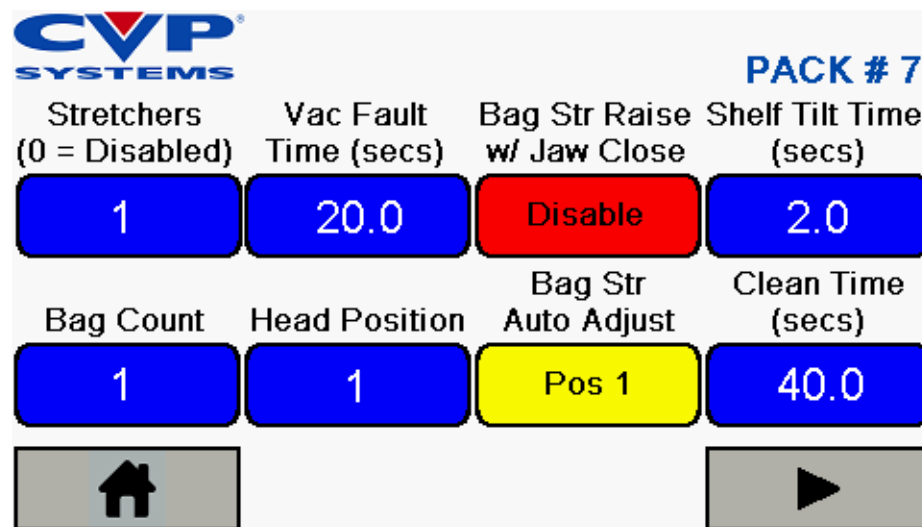 CVP
SYSTEMS
PACK # 7
Stretchers
(0 = Disabled)
1
Vac Fault
Time (secs)
20.0
Bag Str Raise
w/ Jaw Close
Disable
Shelf Tilt Time
(secs)
2.0
Bag Count
1
Head Position
1
Bag Str
Auto Adjust
Pos 1
Clean Time
(secs)
40.0